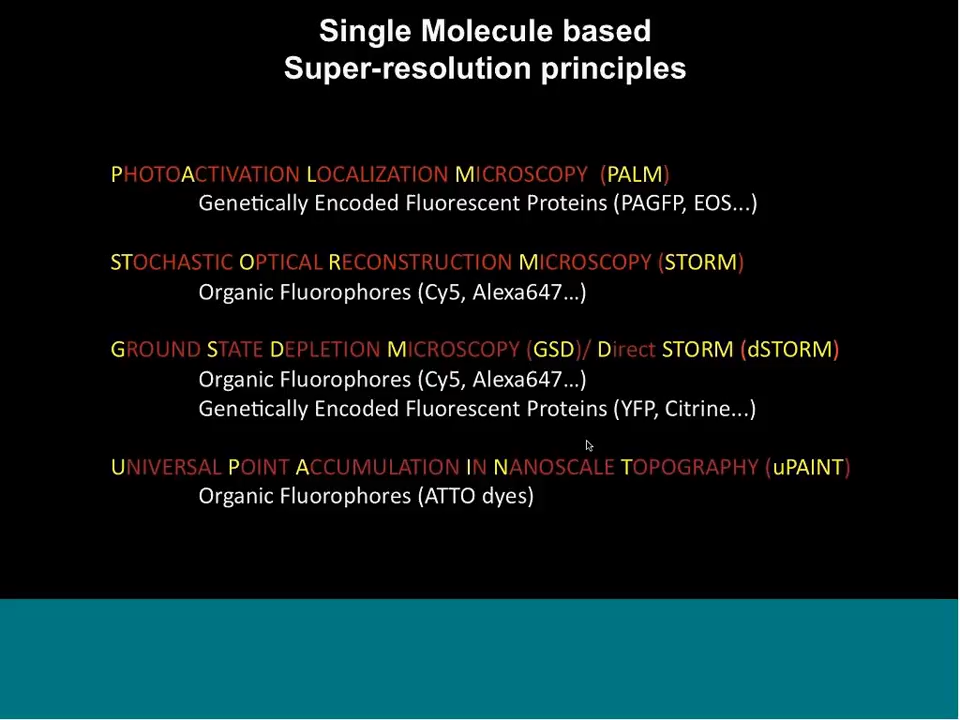 Single Molecule based
Super-resolution principles
PHOTOACTIVATION LOCALIZATION MICROSCOPY (PALM)
Genetically Encoded Fluorescent Proteins (PAGFP, EOS...)
STOCHASTIC OPTICAL RECONSTRUCTION MICROSCOPY (STORM)
Organic Fluorophores (Cy5, Alexa647...)
GROUND STATE DEPLETION MICROSCOPY (GSD)/ Direct STORM (dSTORM)
Organic Fluorophores (Cy5, Alexa647...)
Genetically Encoded Fluorescent Proteins (YFP, Citrine...)
UNIVERSAL POINT ACCUMULATION IN NANOSCALE TOPOGRAPHY (uPAINT)
Organic Fluorophores (ATTO dyes)